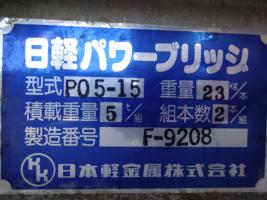 日軽パワーブリッジ
型式 PO5-15 重量 23 kg/本
積載重量 5 t/組 組本数 2 本/組
製造番号 F-9208
KK 日本軽金属株式会社